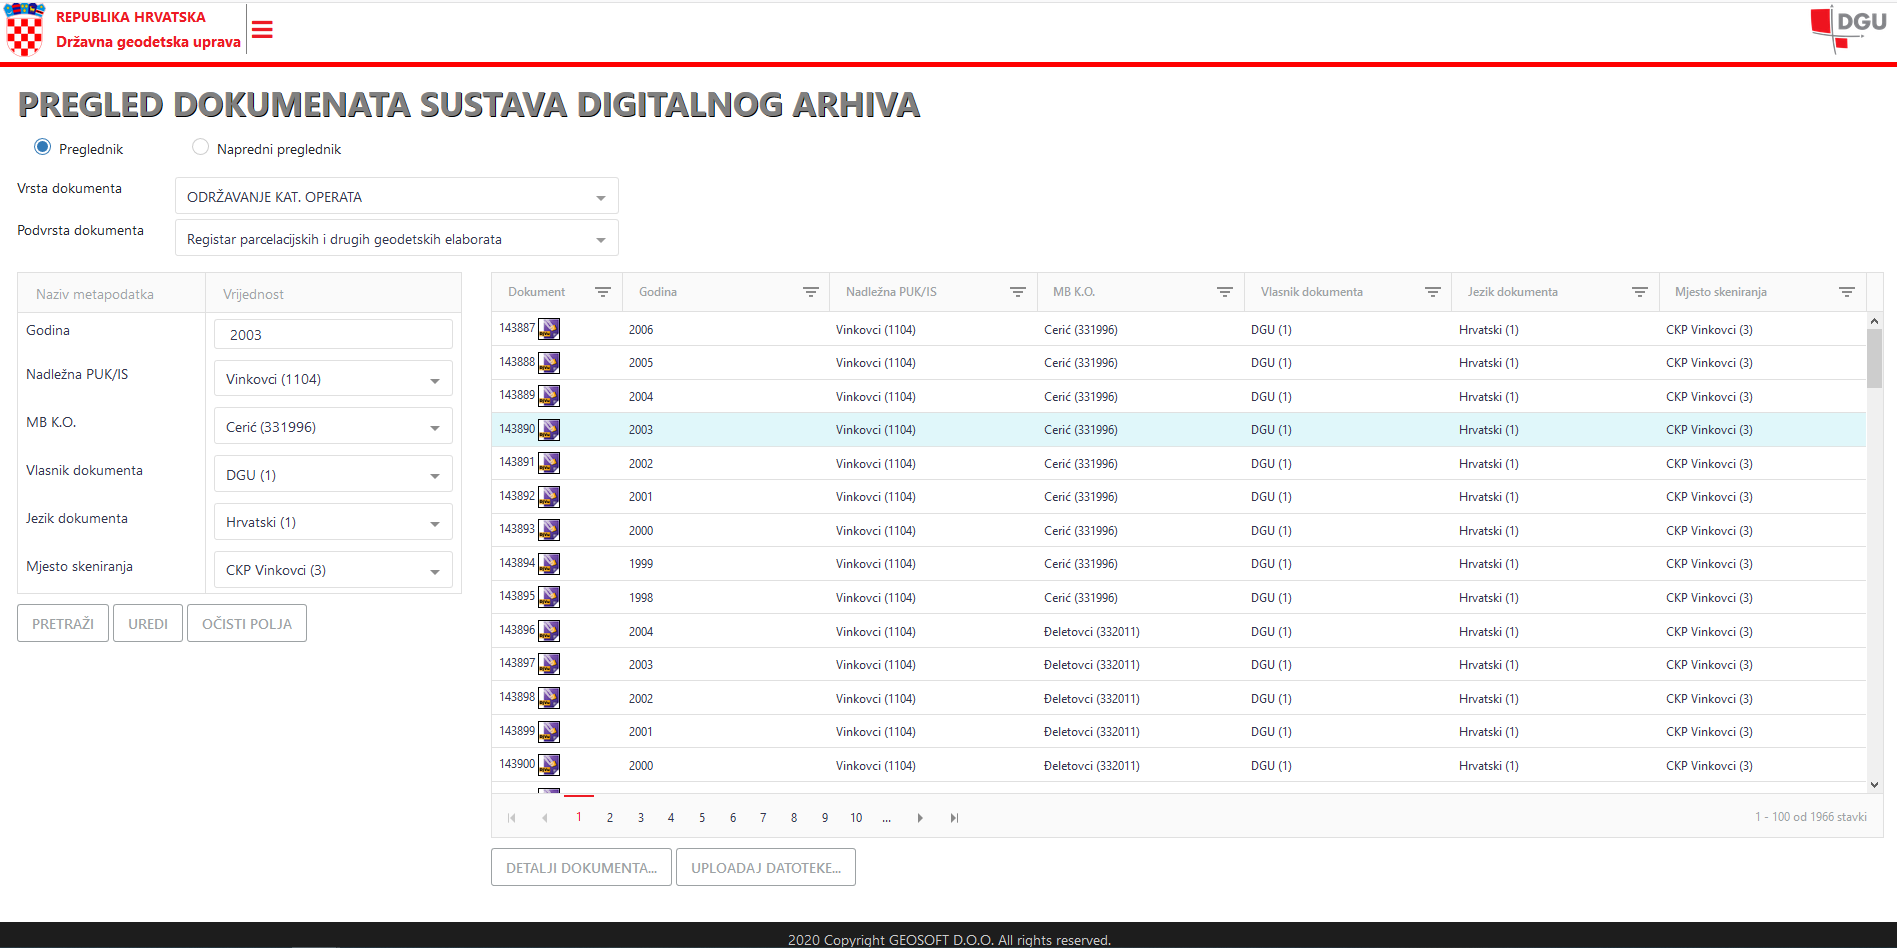 REPUBLIKA HRVATSKA
Državna geodetska uprava
DGU
PREGLED DOKUMENATA SUSTAVA DIGITALNOG ARHIVA
Preglednik Napredni preglednik
Vrsta dokumenta ODRŽAVANJE KAT. OPERATA
Podvrsta dokumenta Registar parcelacijskih i drugih geodetskih elaborata
Naziv metapodatka Vrijednost
Godina 2003
Nadležna PUK/IS Vinkovci (1104)
MB K.O. Cerić (331996)
Vlasnik dokumenta DGU (1)
Jezik dokumenta Hrvatski (1)
Mjesto skeniranja CKP Vinkovci (3)
PRETRAŽI UREDI OČISTI POLJA
Dokument Godina Nadležna PUK/IS MB K.O. Vlasnik dokumenta Jezik dokumenta Mjesto skeniranja
143887 2006 Vinkovci (1104) Cerić (331996) DGU (1) Hrvatski (1) CKP Vinkovci (3)
143888 2005 Vinkovci (1104) Cerić (331996) DGU (1) Hrvatski (1) CKP Vinkovci (3)
143889 2004 Vinkovci (1104) Cerić (331996) DGU (1) Hrvatski (1) CKP Vinkovci (3)
143890 2003 Vinkovci (1104) Cerić (331996) DGU (1) Hrvatski (1) CKP Vinkovci (3)
143891 2002 Vinkovci (1104) Cerić (331996) DGU (1) Hrvatski (1) CKP Vinkovci (3)
143892 2001 Vinkovci (1104) Cerić (331996) DGU (1) Hrvatski (1) CKP Vinkovci (3)
143893 2000 Vinkovci (1104) Cerić (331996) DGU (1) Hrvatski (1) CKP Vinkovci (3)
143894 1999 Vinkovci (1104) Cerić (331996) DGU (1) Hrvatski (1) CKP Vinkovci (3)
143895 1998 Vinkovci (1104) Cerić (331996) DGU (1) Hrvatski (1) CKP Vinkovci (3)
143896 2004 Vinkovci (1104) Đeletovci (332011) DGU (1) Hrvatski (1) CKP Vinkovci (3)
143897 2003 Vinkovci (1104) Đeletovci (332011) DGU (1) Hrvatski (1) CKP Vinkovci (3)
143898 2002 Vinkovci (1104) Đeletovci (332011) DGU (1) Hrvatski (1) CKP Vinkovci (3)
143899 2001 Vinkovci (1104) Đeletovci (332011) DGU (1) Hrvatski (1) CKP Vinkovci (3)
143900 2000 Vinkovci (1104) Đeletovci (332011) DGU (1) Hrvatski (1) CKP Vinkovci (3)
1 2 3 4 5 6 7 8 9 10 ... 1 - 100 od 1966 stavki
DETALJI DOKUMENTA... UPLOADAJ DATOTEKE...
2020 Copyright GEOSOFT D.O.O. All rights reserved.